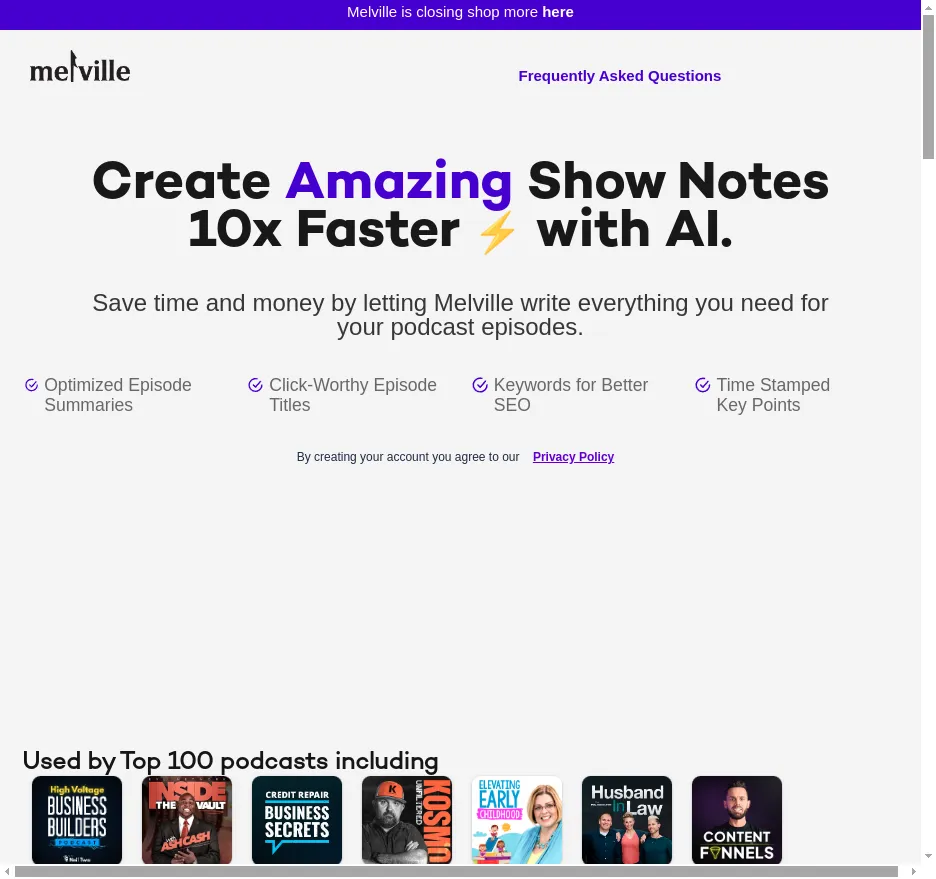 Melville is closing shop more here
melville
Frequently Asked Questions
Create Amazing Show Notes
10x Faster ⚡ with AI.
Save time and money by letting Melville write everything you need for
your podcast episodes.
Optimized Episode
Summaries
Click-Worthy Episode
Titles
Keywords for Better
SEO
Time Stamped
Key Points
By creating your account you agree to our Privacy Policy
Used by Top 100 podcasts including
High Voltage
BUSINESS
BUILDERS
PODCAST
INSIDE
THE VAULT
ASH CASH
CREDIT REPAIR
BUSINESS
SECRETS
K
UNFILTERED
KOSMO
ELEVATING
EARLY
CHILDHOOD
Husband
In Law
CONTENT
FUNNELS